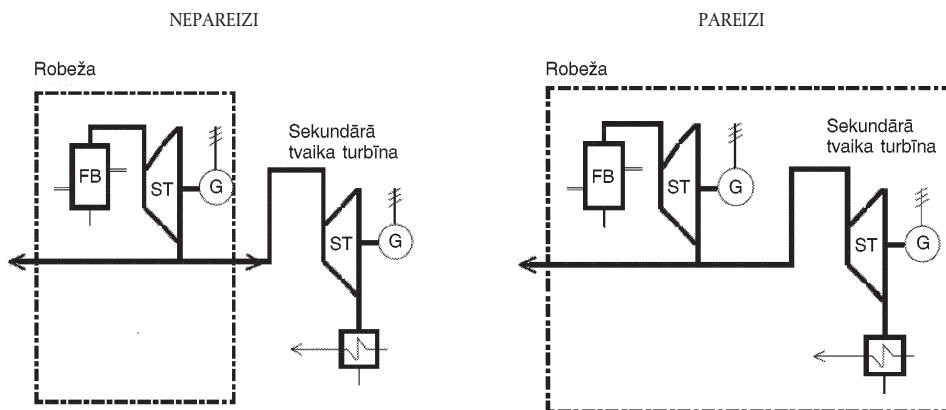 NEPAREIZI
PAREIZI
Robeža
Sekundārā
tvaika turbīna
FB
ST
G
ST
G
Robeža
Sekundārā
tvaika turbīna
FB
ST
G
ST
G